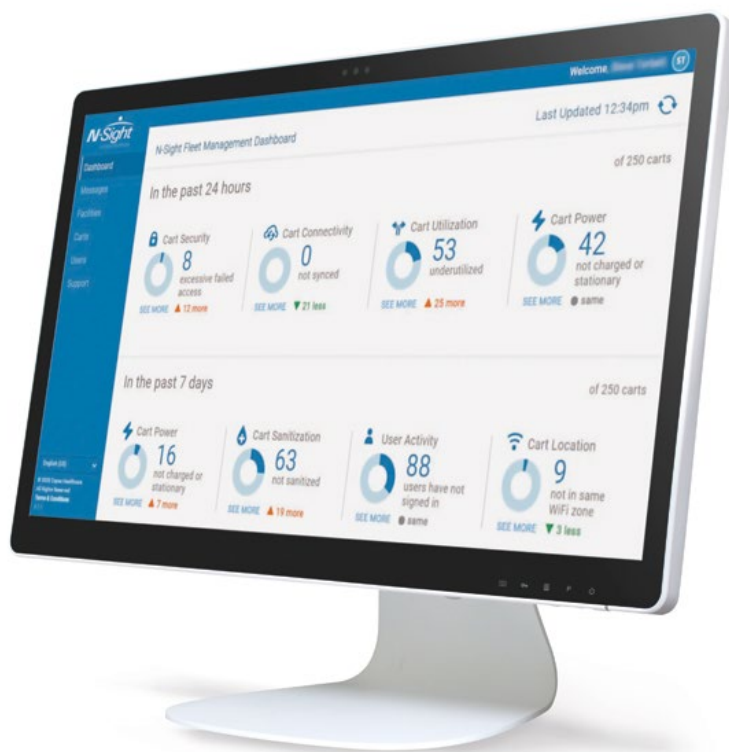 Welcome,
ST
N-Sight
Last Updated 12:34pm
N-Sight Fleet Management Dashboard
Dashboard
Messages
Facilities
Carts
Users
Support
In the past 24 hours
of 250 carts
Cart Security
8
excessive failed
access
SEE MORE ▲ 12 more
Cart Connectivity
0
not synced
SEE MORE ▼ 21 less
Cart Utilization
53
underutilized
SEE MORE ▲ 25 more
Cart Power
42
not charged or
stationary
SEE MORE ● same
In the past 7 days
of 250 carts
Cart Power
16
not charged or
stationary
SEE MORE ▲ 7 more
Cart Sanitization
63
not sanitized
SEE MORE ▲ 19 more
User Activity
88
users have not
signed in
SEE MORE ● same
Cart Location
9
not in same
WiFi zone
SEE MORE ▼ 3 less
English (US)
Healthcare
All Rights Reserved
Terms & Conditions